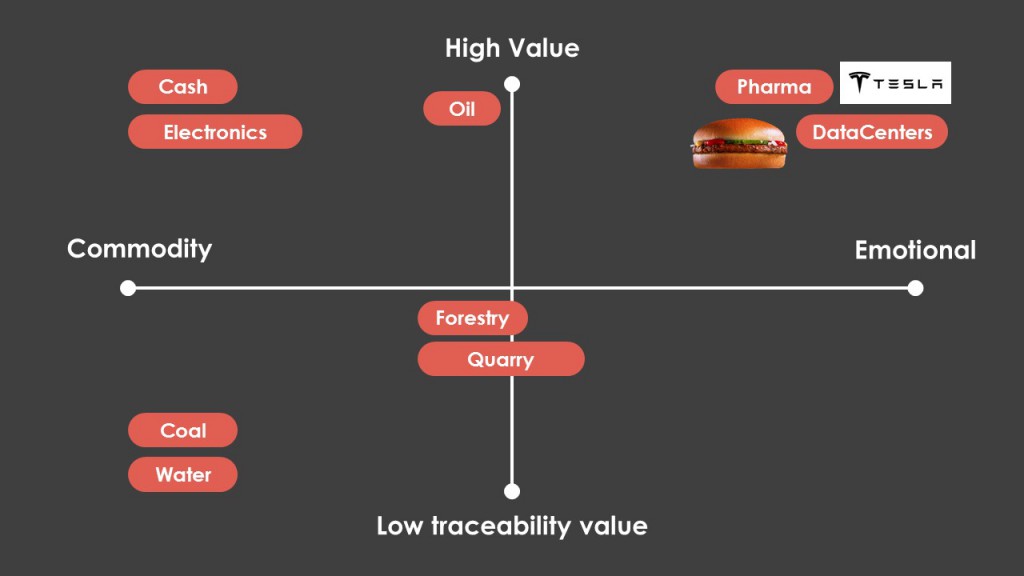 High Value
Cash
Pharma
TESLA
Oil
Electronics
DataCenters
Commodity
Emotional
Forestry
Quarry
Coal
Water
Low traceability value